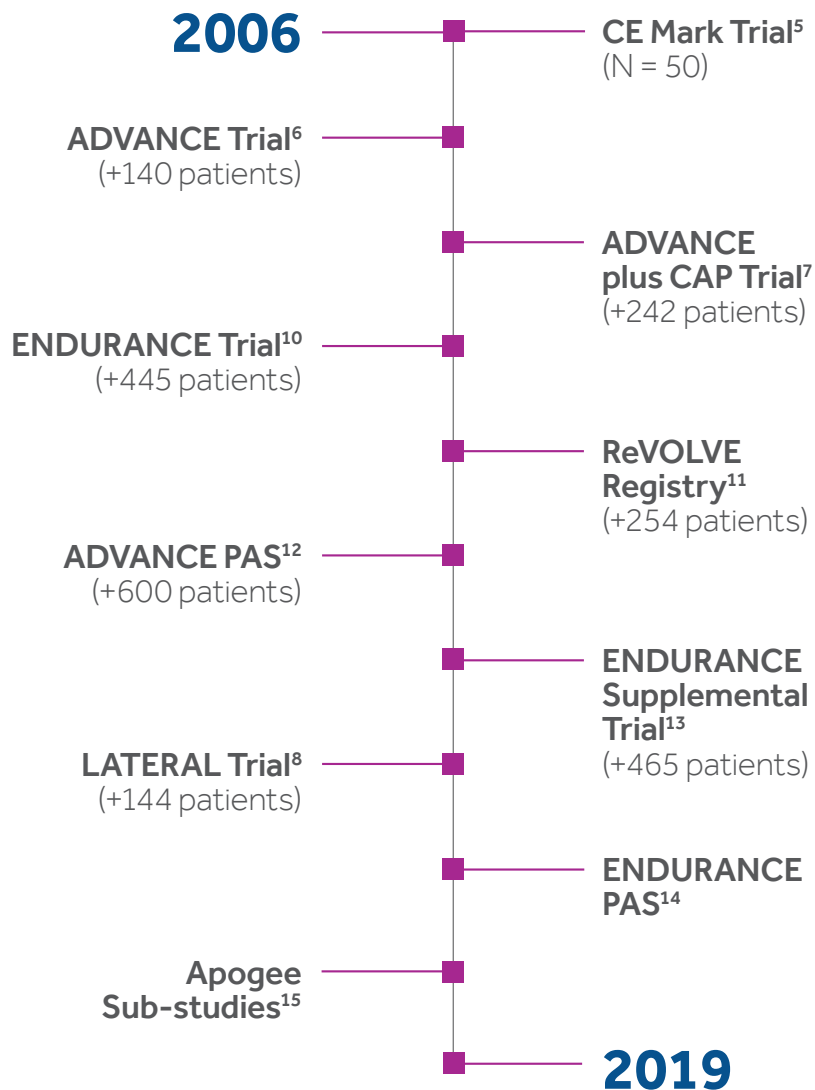 2006
CE Mark Trial⁵
(N = 50)
ADVANCE Trial⁶
(+140 patients)
ADVANCE
plus CAP Trial⁷
(+242 patients)
ENDURANCE Trial¹⁰
(+445 patients)
ReVOLVE
Registry¹¹
(+254 patients)
ADVANCE PAS¹²
(+600 patients)
ENDURANCE
Supplemental
Trial¹³
(+465 patients)
LATERAL Trial⁸
(+144 patients)
ENDURANCE
PAS¹⁴
Apogee
Sub-studies¹⁵
2019